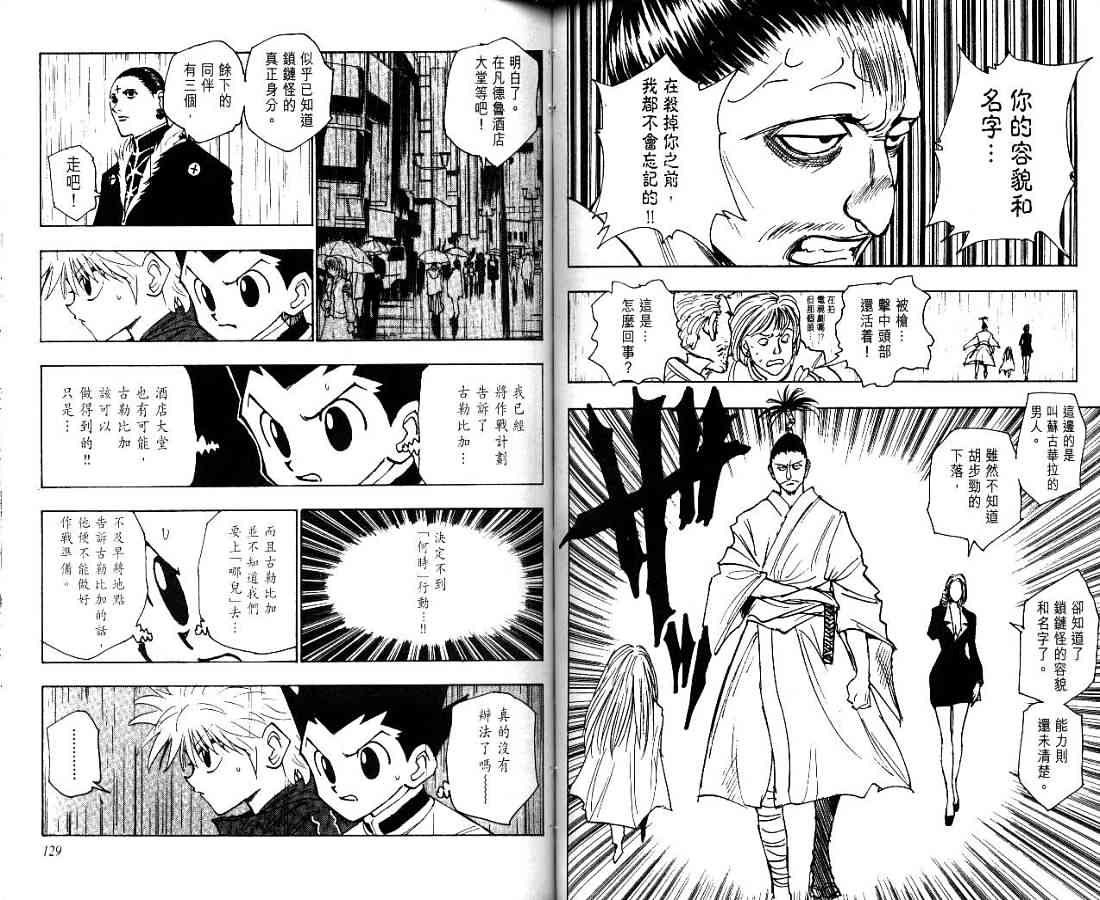 你的容貌和
名字…
在殺掉你之前，
我都不會忘記的!!
被槍…
擊中頭部
還活着！
在拍
電視劇嗎
但那個頭
這是…
怎麼回事？
這邊的是
叫蘇古華拉的
男人。
雖然不知道
胡步勁的
下落，
卻知道了
鎖鏈怪的容貌
和名字了。
能力則
還未清楚。
明白了。
在凡德魯酒店
大堂等吧！
似乎已知道
鎖鏈怪的
真正身分。
餘下的
同伴
有三個，
走吧！
我已經
將作戰計劃
告訴了
古勒比加…
酒店大堂
也有可能，
古勒比加
該可以
做得到的!!
只是…
決定不到
「何時」行動…!!
而且古勒比加
並不知道我們
要上「哪兒」去…
不及早將地點
告訴古勒比加的話，
他便不能做好
作戰準備。
真的沒有
辦法了嗎……
………
129